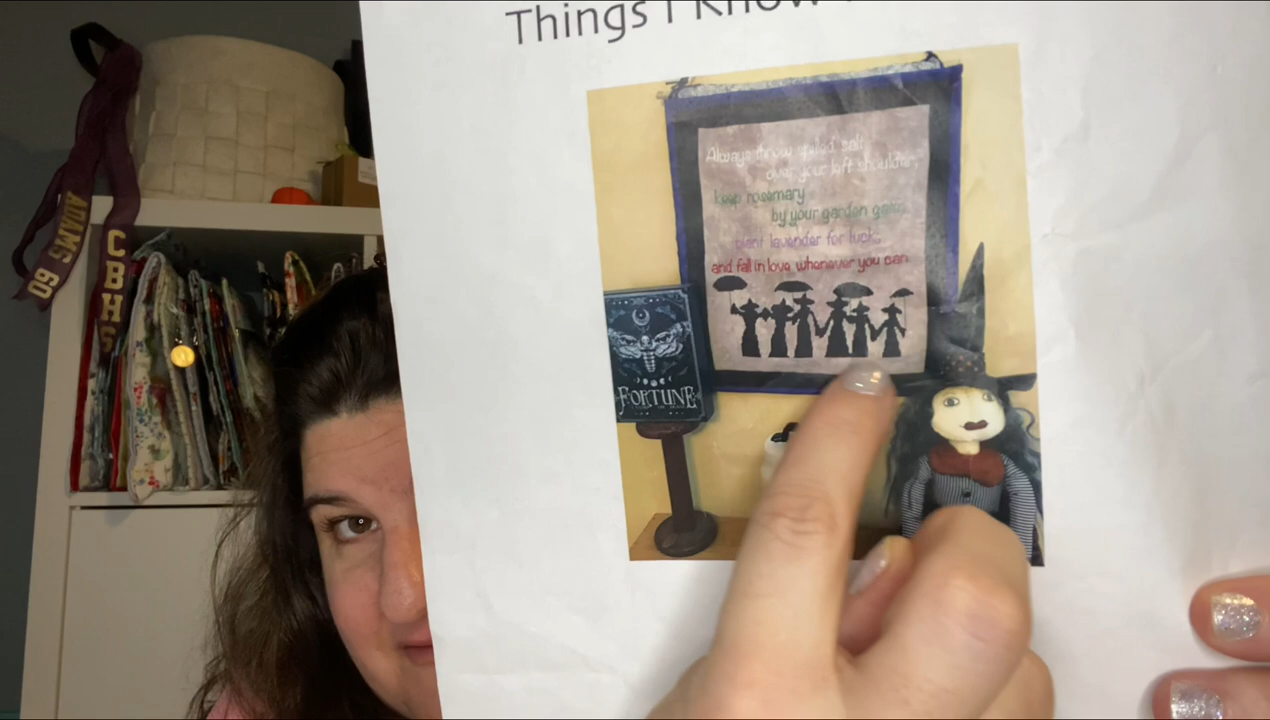 Things I Know
Always throw spilled salt
over your left shoulder,
keep rosemary
by your garden gate,
plant lavender for luck,
and fall in love whenever you can.
FORTUNE
ADAMS 60
CBHS